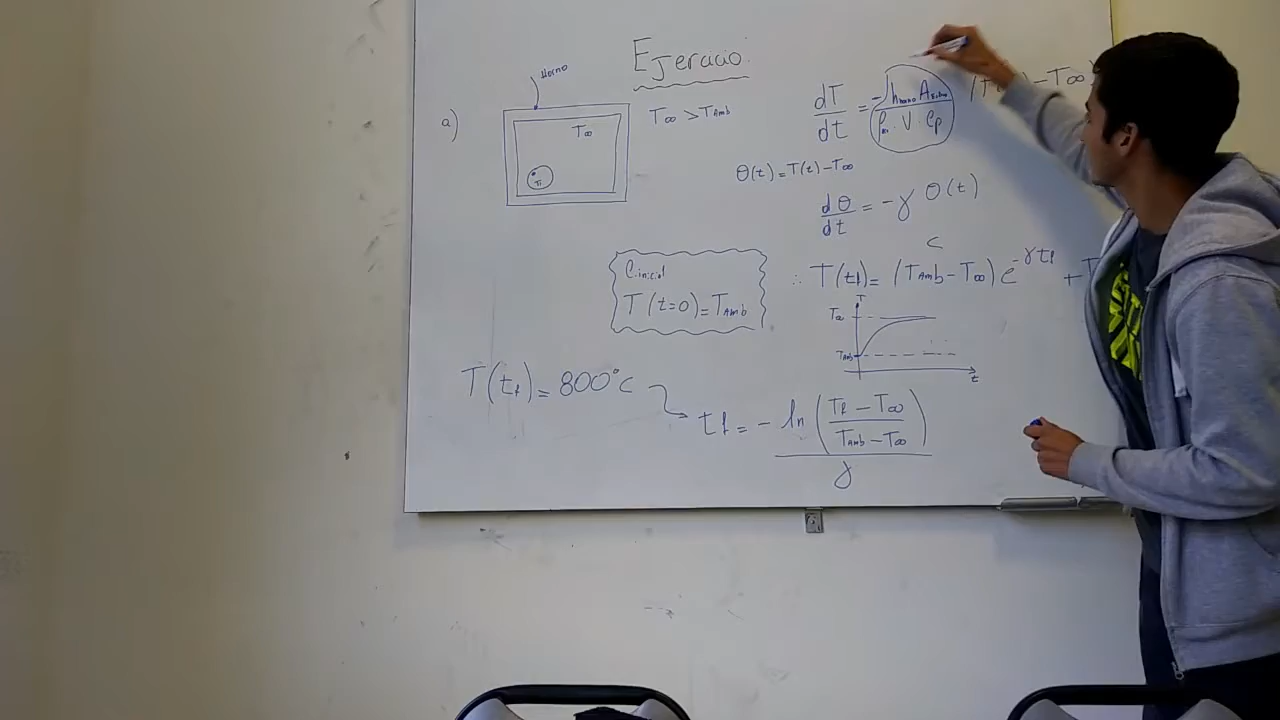 Ejercicio
Horno
a)
T∞
T∞ > TAmb
Ti
dT/dt = - hhorno A / ρm · V · Cp (T(t) - T∞)
θ(t) = T(t) - T∞
dθ/dt = -γ θ(t)
C
C.inicial
T(t=0) = TAmb
∴ T(tf) = (TAmb - T∞) e^-γtf + T
T
T∞
TAmb
t
T(tf) = 800°C
tf = - ln((Tf - T∞)/(TAmb - T∞)) / γ